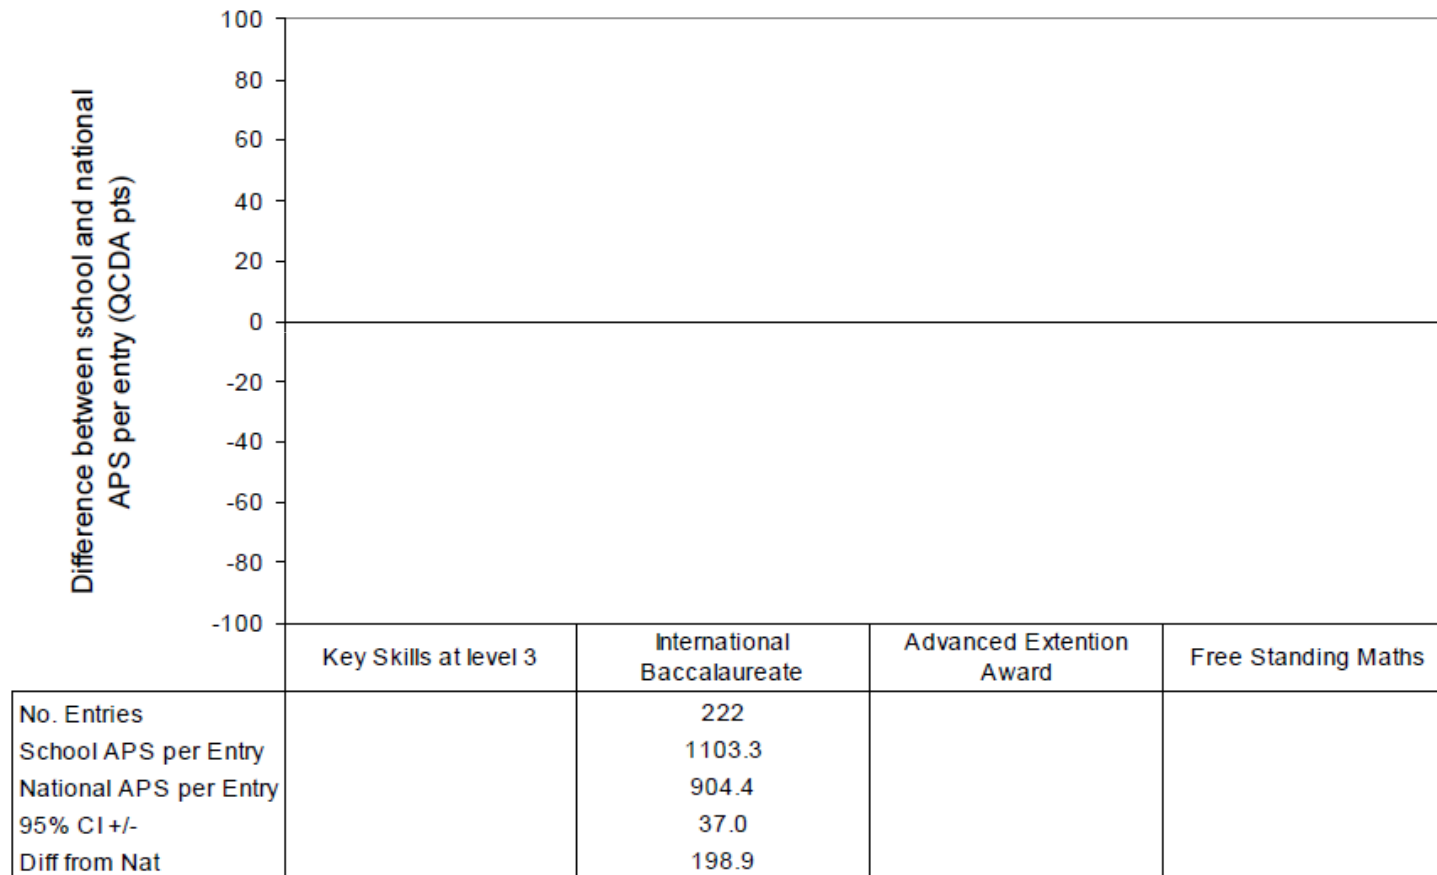 Difference between school and national
APS per entry (QCDA pts)
100
80
60
40
20
0
-20
-40
-60
-80
-100
Key Skills at level 3
International
Baccalaureate
Advanced Extention
Award
Free Standing Maths
No. Entries 222
School APS per Entry 1103.3
National APS per Entry 904.4
95% CI +/- 37.0
Diff from Nat 198.9